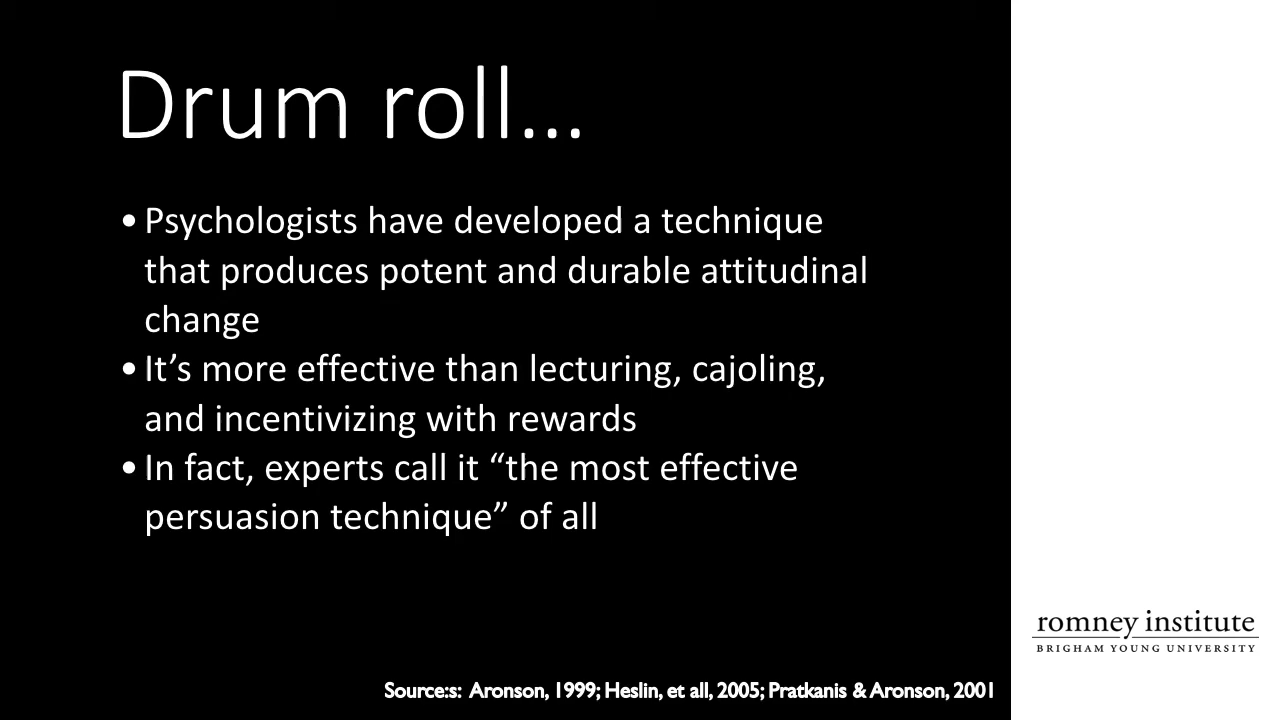 Drum roll...
• Psychologists have developed a technique
that produces potent and durable attitudinal
change
• It’s more effective than lecturing, cajoling,
and incentivizing with rewards
• In fact, experts call it “the most effective
persuasion technique” of all
romney institute
BRIGHAM YOUNG UNIVERSITY
Source:s: Aronson, 1999; Heslin, et all, 2005; Pratkanis & Aronson, 2001